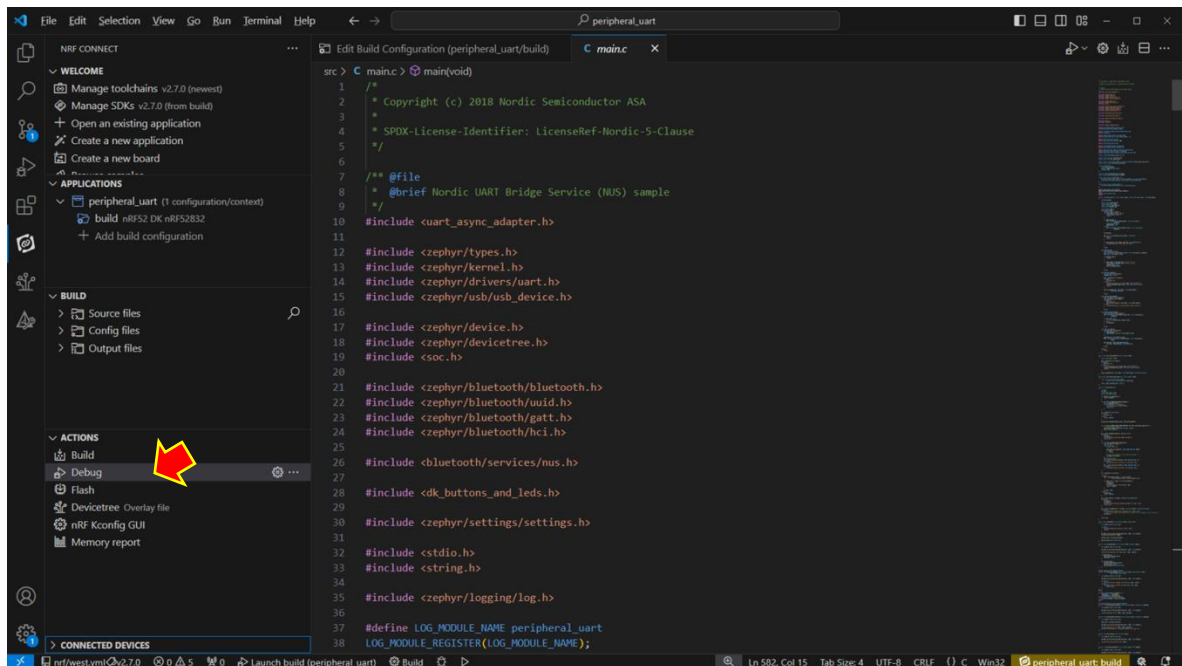 File Edit Selection View Go Run Terminal Help
peripheral_uart
NRF CONNECT
WELCOME
Manage toolchains v2.7.0 (newest)
Manage SDKs v2.7.0 (from build)
Open an existing application
Create a new application
Create a new board
APPLICATIONS
peripheral_uart (1 configuration/context)
build nRF52 DK nRF52832
Add build configuration
BUILD
Source files
Config files
Output files
ACTIONS
Build
Debug
Flash
Devicetree Overlay file
nRF Kconfig GUI
Memory report
CONNECTED DEVICES
Edit Build Configuration (peripheral_uart/build) C main.c
src > C main.c > main(void)
1 /*
2 * Copyright (c) 2018 Nordic Semiconductor ASA
3 *
4 * SPDX-License-Identifier: LicenseRef-Nordic-5-Clause
5 */
6
7 /** @file
8 * @brief Nordic UART Bridge Service (NUS) sample
9 */
10 #include <uart_async_adapter.h>
11
12 #include <zephyr/types.h>
13 #include <zephyr/kernel.h>
14 #include <zephyr/drivers/uart.h>
15 #include <zephyr/usb/usb_device.h>
16
17 #include <zephyr/device.h>
18 #include <zephyr/devicetree.h>
19 #include <soc.h>
20
21 #include <zephyr/bluetooth/bluetooth.h>
22 #include <zephyr/bluetooth/uuid.h>
23 #include <zephyr/bluetooth/gatt.h>
24 #include <zephyr/bluetooth/hci.h>
25
26 #include <bluetooth/services/nus.h>
27
28 #include <dk_buttons_and_leds.h>
29
30 #include <zephyr/settings/settings.h>
31
32 #include <stdio.h>
33 #include <string.h>
34
35 #include <zephyr/logging/log.h>
36
37 #define LOG_MODULE_NAME peripheral_uart
38 LOG_MODULE_REGISTER(LOG_MODULE_NAME);
nrf/west.yml v2.7.0 0 5 0 Launch build (peripheral_uart) Build Ln 582, Col 15 Tab Size: 4 UTF-8 CRLF {} C Win32 peripheral_uart: build